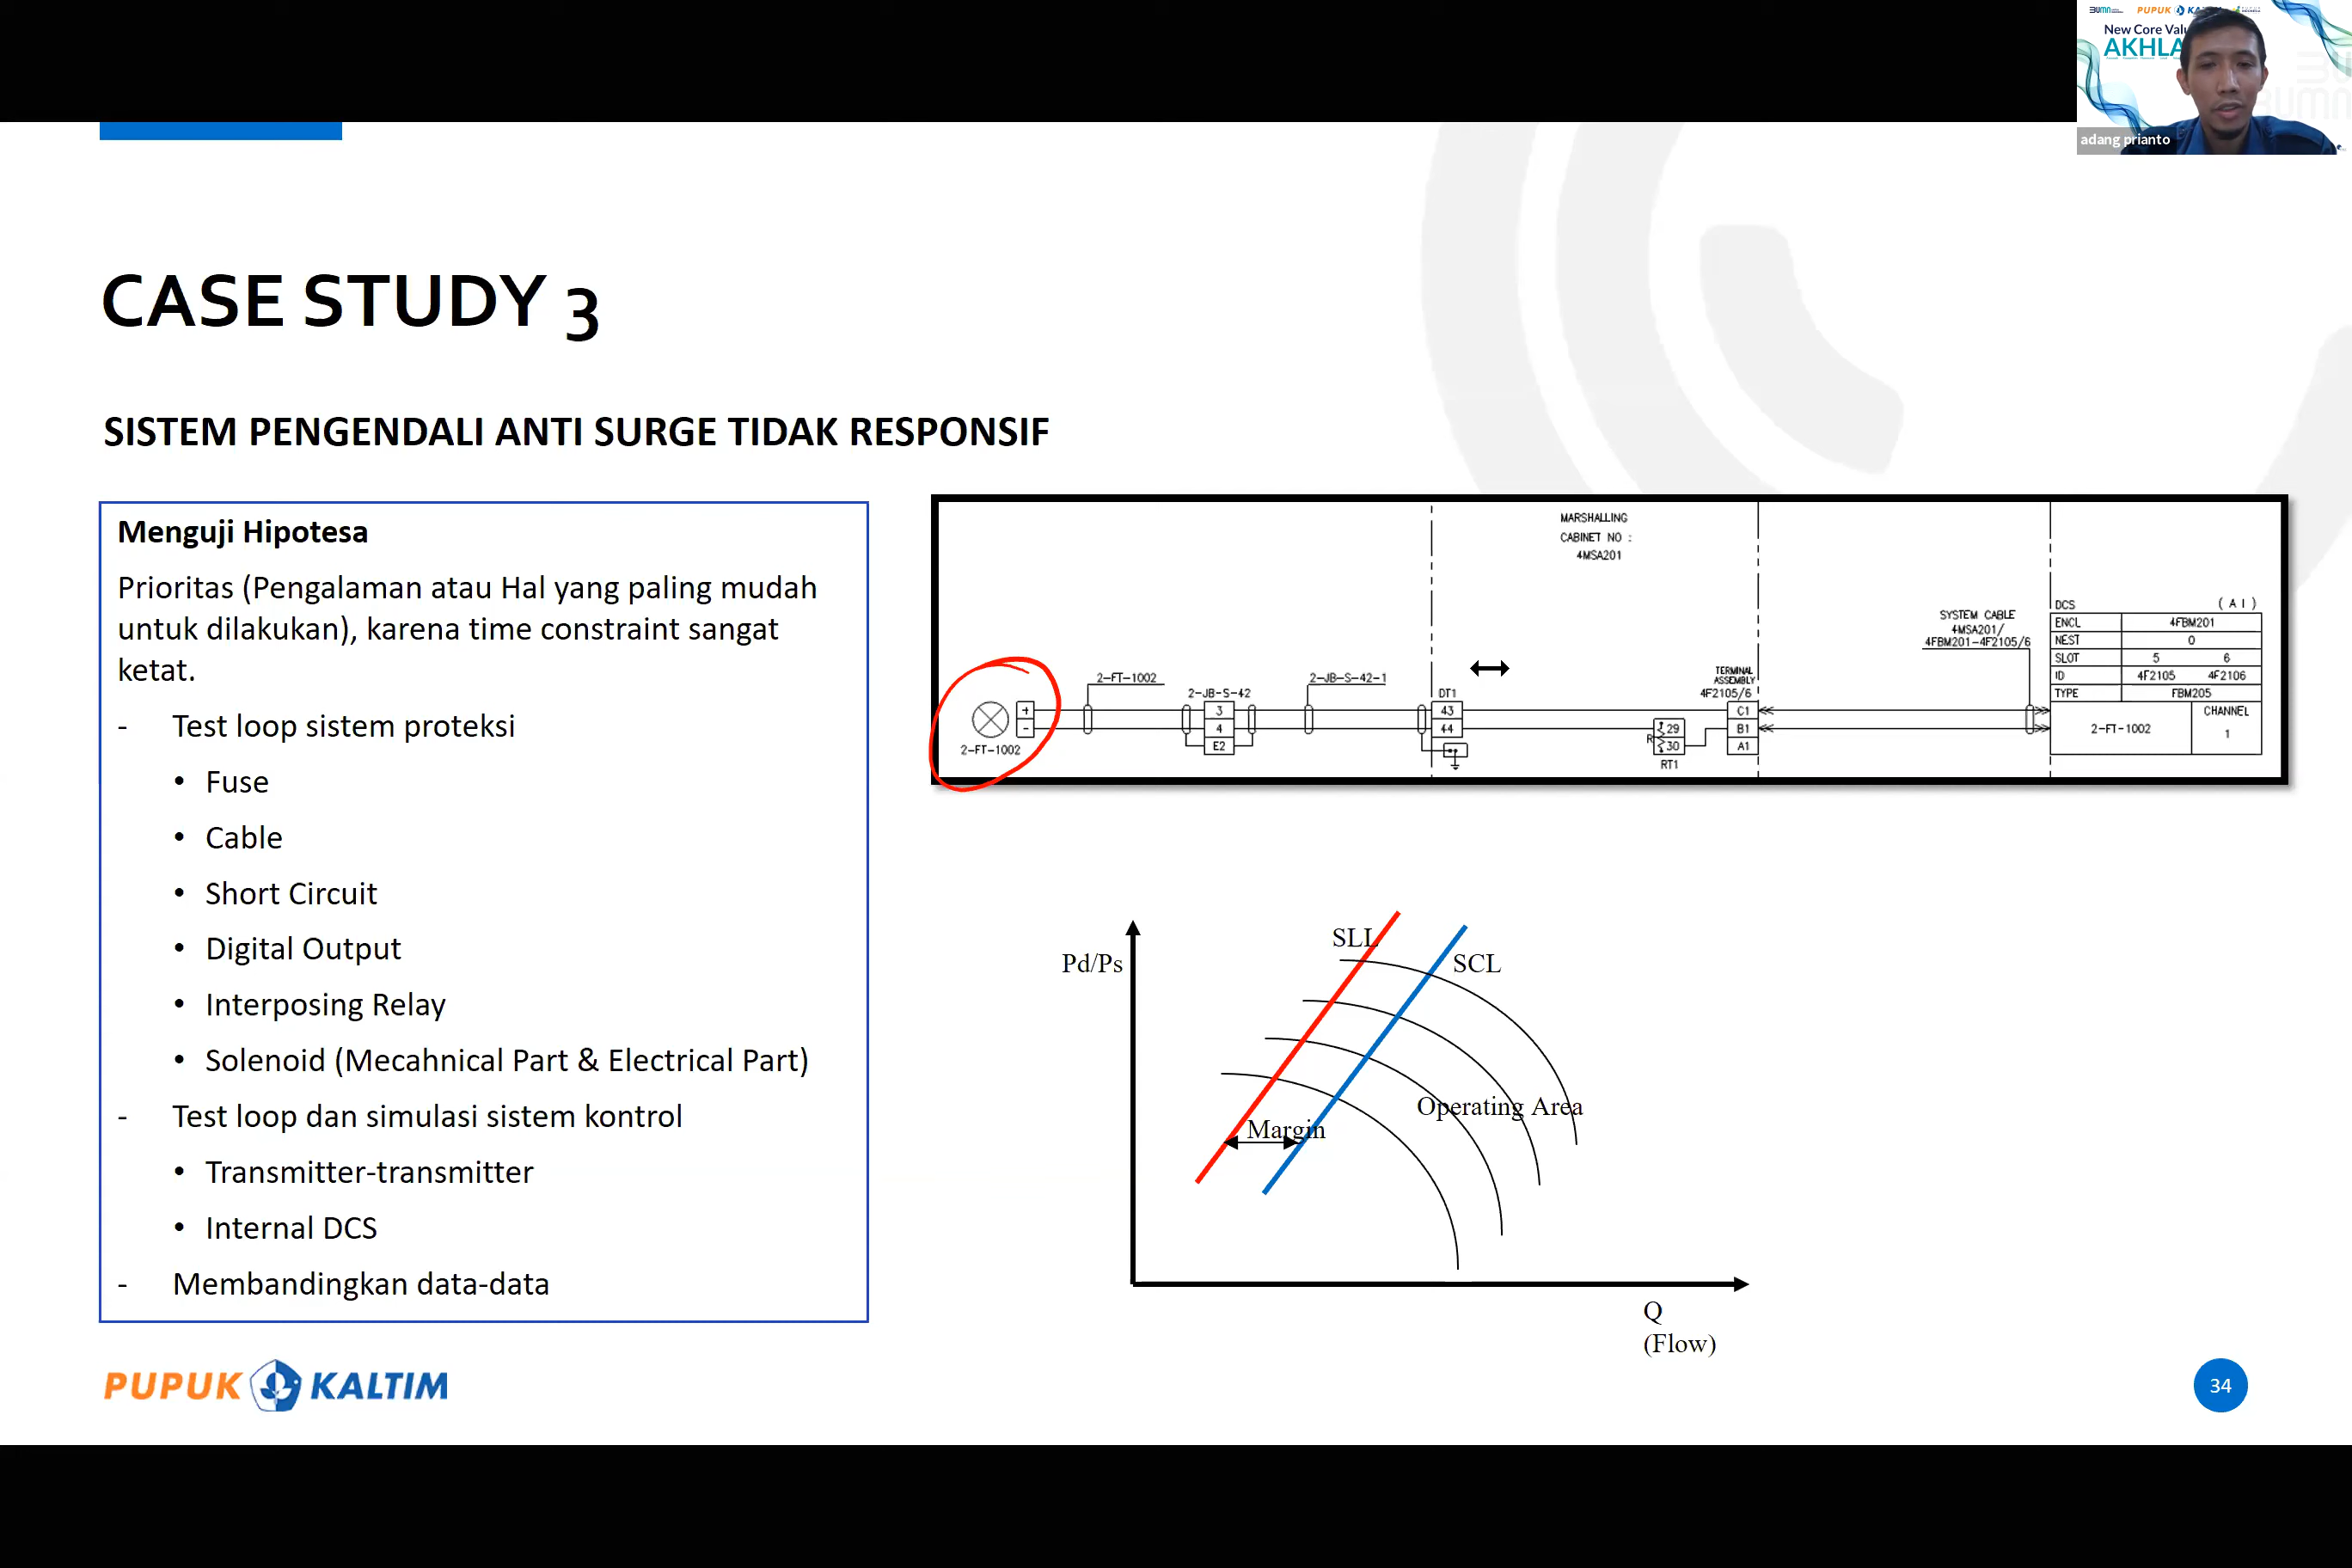 New Core Valu
AKHLA
PUPUK
adang prianto
CASE STUDY 3
SISTEM PENGENDALI ANTI SURGE TIDAK RESPONSIF
Menguji Hipotesa
Prioritas (Pengalaman atau Hal yang paling mudah
untuk dilakukan), karena time constraint sangat
ketat.
- Test loop sistem proteksi
• Fuse
• Cable
• Short Circuit
• Digital Output
• Interposing Relay
• Solenoid (Mecahnical Part & Electrical Part)
- Test loop dan simulasi sistem kontrol
• Transmitter-transmitter
• Internal DCS
- Membandingkan data-data
MARSHALLING
CABINET NO :
4MSA201
2-FT-1002
+
-
2-FT-1002
2-JB-S-42
3
4
E2
2-JB-S-42-1
DT1
43
44
R
29
30
RT1
TERMINAL
ASSEMBLY
4F2105/6
C1
B1
A1
SYSTEM CABLE
4MSA201/
4FBM201-4F2105/6
DCS (AI)
ENCL 4FBM201
NEST 0
SLOT 5 6
ID 4F2105 4F2106
TYPE FBM205
2-FT-1002
CHANNEL
1
Pd/Ps
SLL
SCL
Operating Area
Margin
Q
(Flow)
PUPUK KALTIM
34